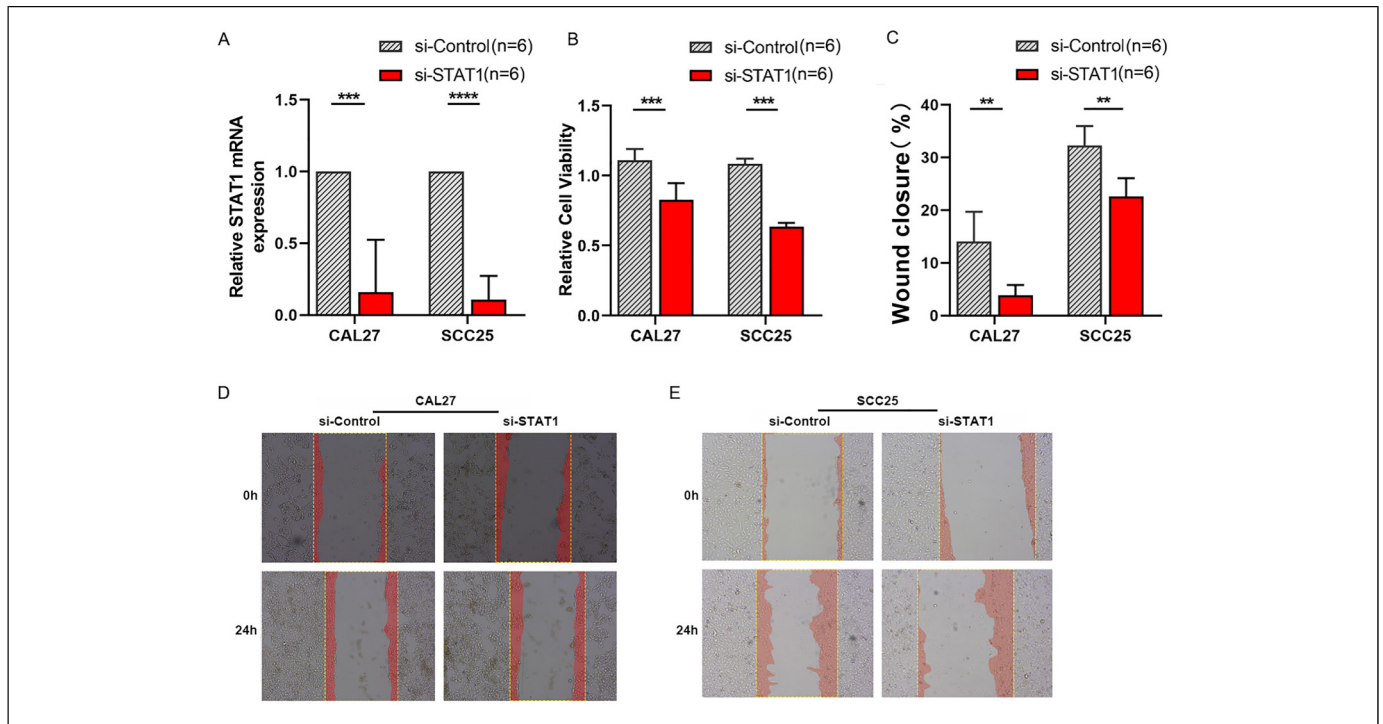 A
si-Control(n=6)
si-STAT1(n=6)
Relative STAT1 mRNA
expression
1.5
1.0
0.5
0.0
***
****
CAL27
SCC25
B
si-Control(n=6)
si-STAT1(n=6)
Relative Cell Viability
1.5
1.0
0.5
0.0
***
***
CAL27
SCC25
C
si-Control(n=6)
si-STAT1(n=6)
Wound closure( %)
40
30
20
10
0
**
**
CAL27
SCC25
D
CAL27
si-Control
si-STAT1
0h
24h
E
SCC25
si-Control
si-STAT1
0h
24h